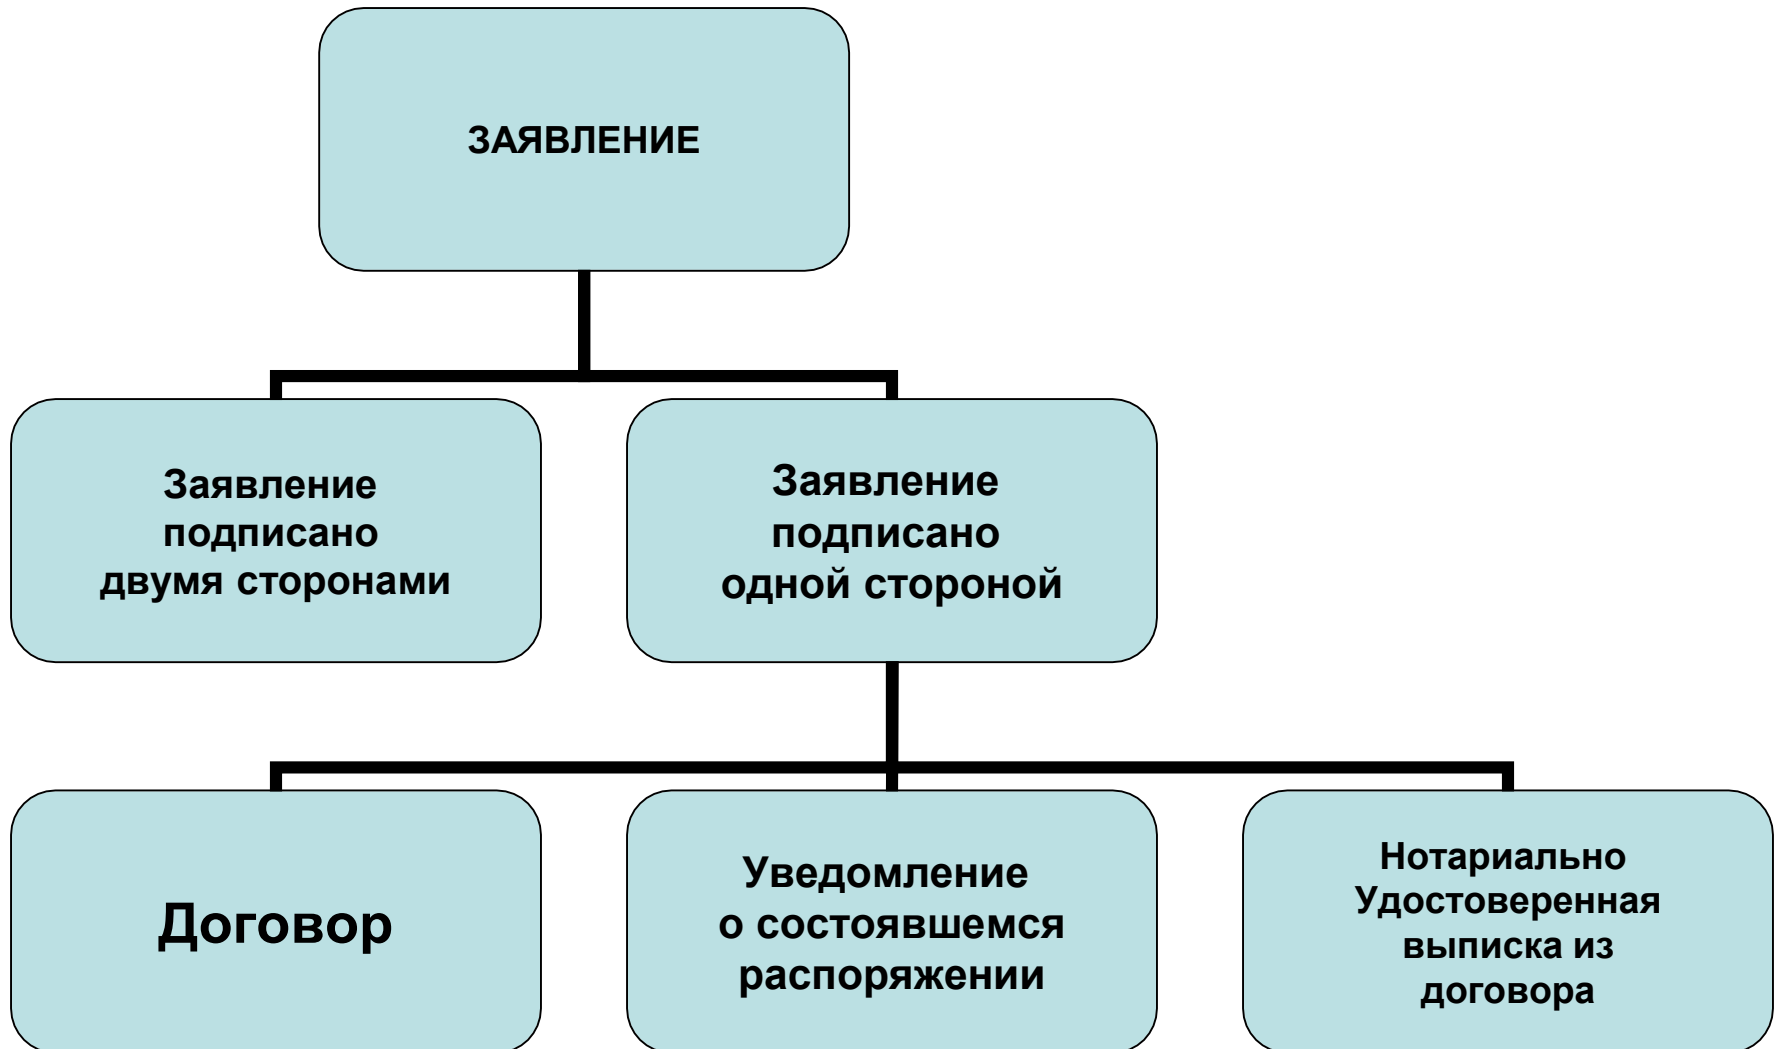 ЗАЯВЛЕНИЕ
Заявление
подписано
двумя сторонами
Заявление
подписано
одной стороной
Договор
Уведомление
о состоявшемся
распоряжении
Нотариально
Удостоверенная
выписка из
договора